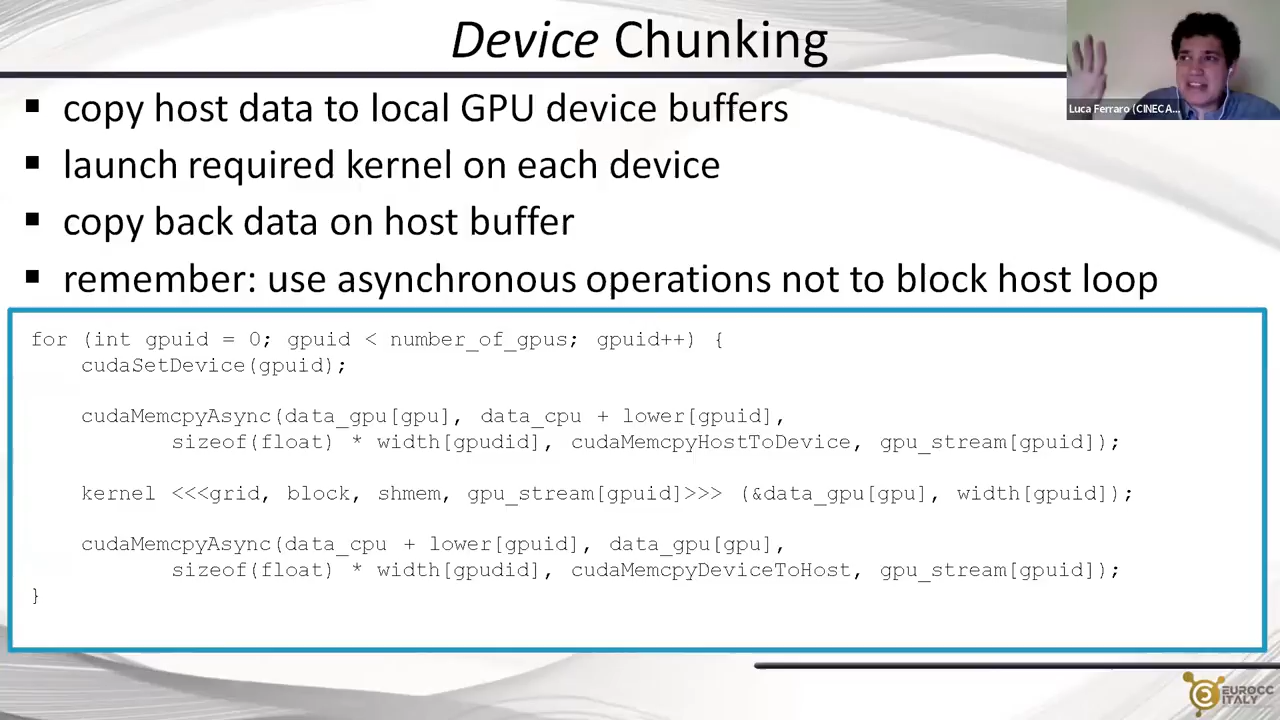 Device Chunking
Luca Ferraro (CINECA...
▪ copy host data to local GPU device buffers
▪ launch required kernel on each device
▪ copy back data on host buffer
▪ remember: use asynchronous operations not to block host loop
for (int gpuid = 0; gpuid < number_of_gpus; gpuid++) {
cudaSetDevice(gpuid);
cudaMemcpyAsync(data_gpu[gpu], data_cpu + lower[gpuid],
sizeof(float) * width[gpudid], cudaMemcpyHostToDevice, gpu_stream[gpuid]);
kernel <<<grid, block, shmem, gpu_stream[gpuid]>>> (&data_gpu[gpu], width[gpuid]);
cudaMemcpyAsync(data_cpu + lower[gpuid], data_gpu[gpu],
sizeof(float) * width[gpudid], cudaMemcpyDeviceToHost, gpu_stream[gpuid]);
}
EUROCC
ITALY